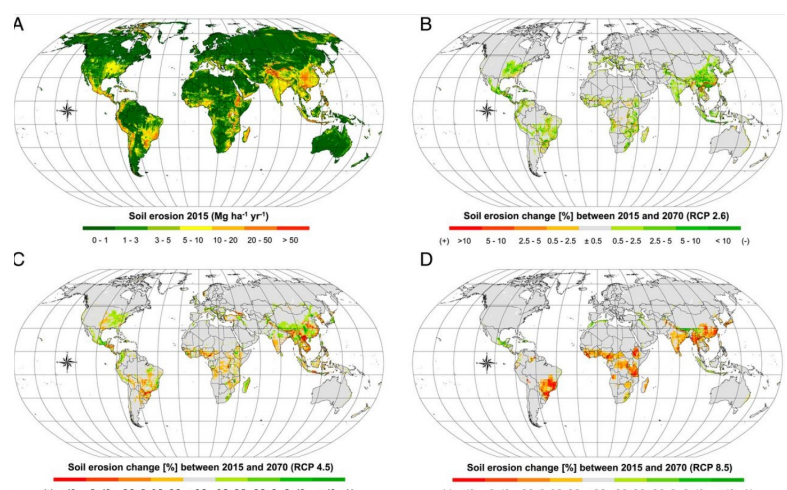 A
B
Soil erosion 2015 (Mg ha⁻¹ yr⁻¹)
0 - 1 1 - 3 3 - 5 5 - 10 10 - 20 20 - 50 > 50
Soil erosion change [%] between 2015 and 2070 (RCP 2.6)
(+) >10 5 - 10 2.5 - 5 0.5 - 2.5 ± 0.5 0.5 - 2.5 2.5 - 5 5 - 10 < 10 (-)
C
D
Soil erosion change [%] between 2015 and 2070 (RCP 4.5)
Soil erosion change [%] between 2015 and 2070 (RCP 8.5)